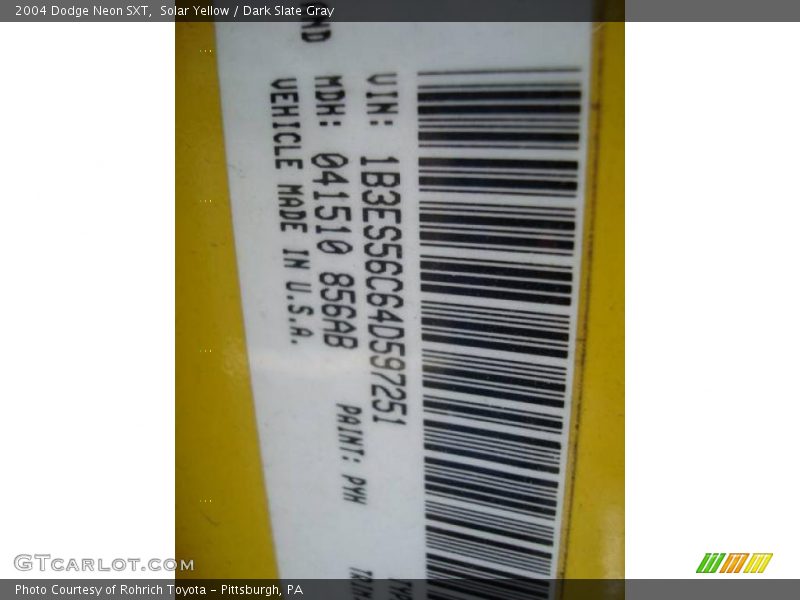 2004 Dodge Neon SXT,  Solar Yellow / Dark Slate Gray
VIN: 1B3ES56C64D597251
MDH: 041510 856AB PAINT: PYH
VEHICLE MADE IN U.S.A.
GTCARLOT.COM
Photo Courtesy of Rohrich Toyota - Pittsburgh, PA